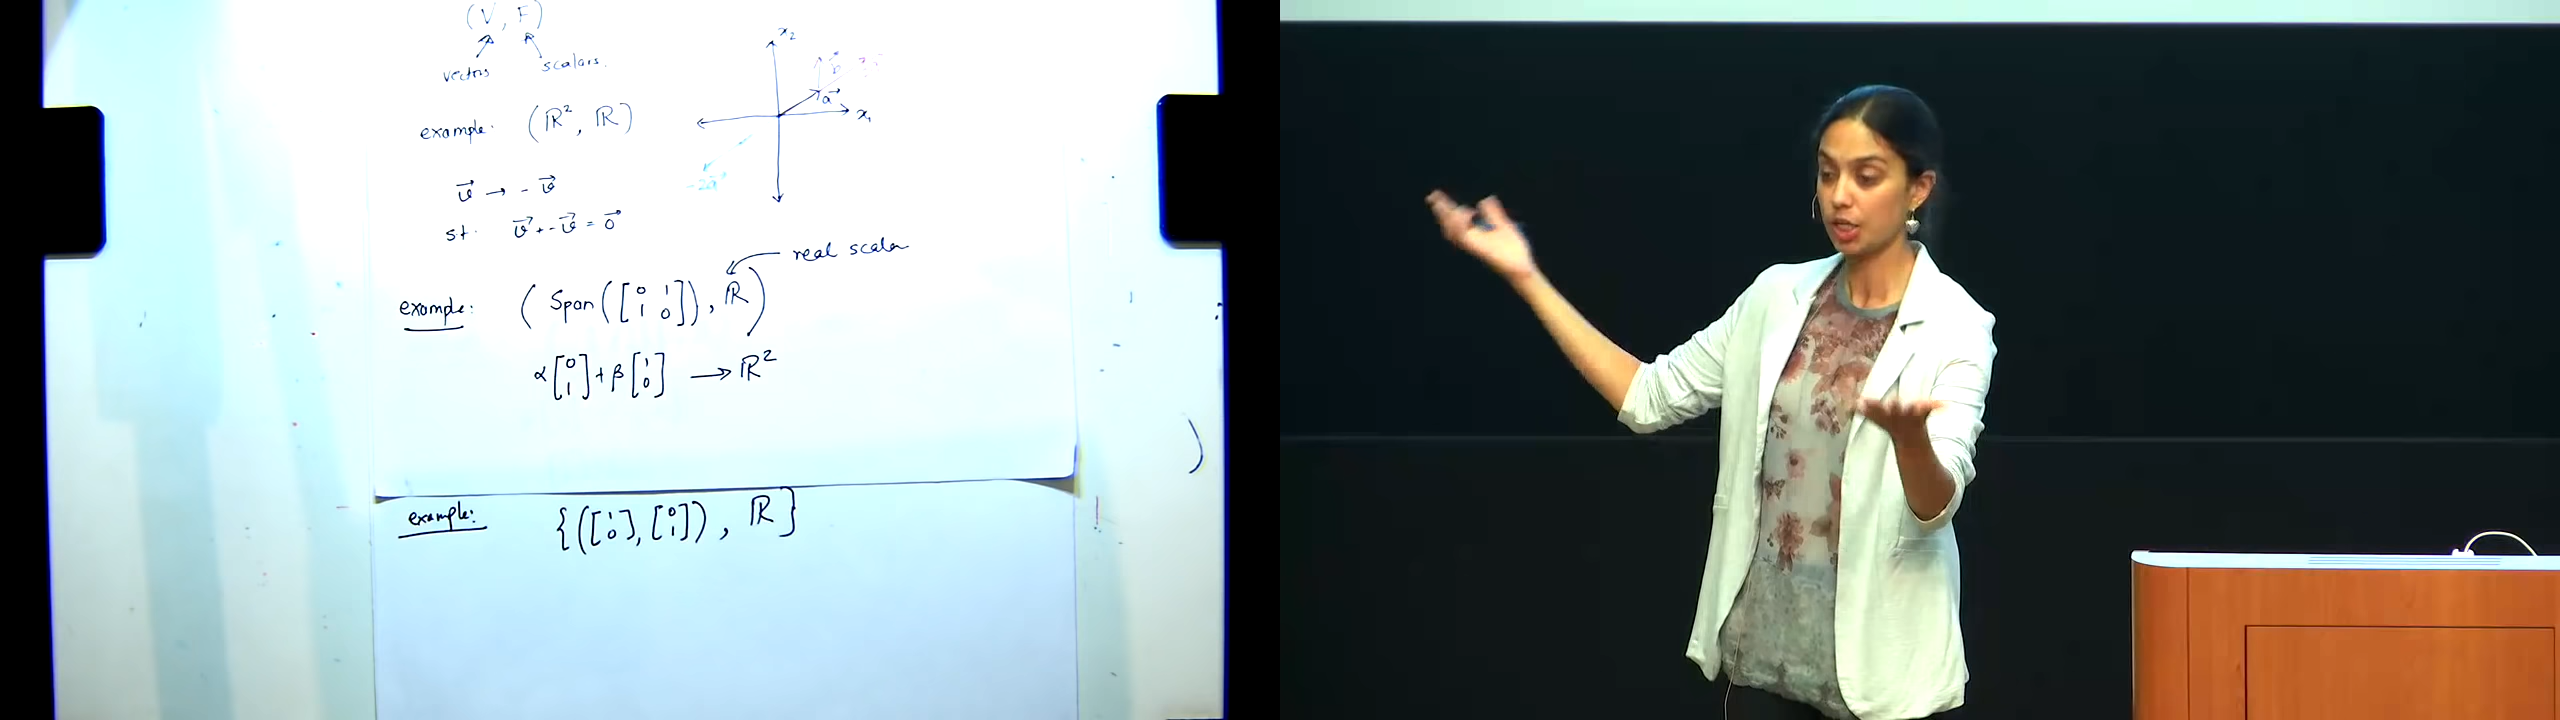 (V, F)
vectors scalars.
example: (ℝ², ℝ)
x₂
a⃗
x₁
-2a⃗
v⃗ → -v⃗
st. v⃗ + -v⃗ = 0⃗
real scalar
example: (Span([0 1; 1 0]), ℝ)
α[0; 1] + β[1; 0] → ℝ²
example: {([1; 0], [0; 1]), ℝ}